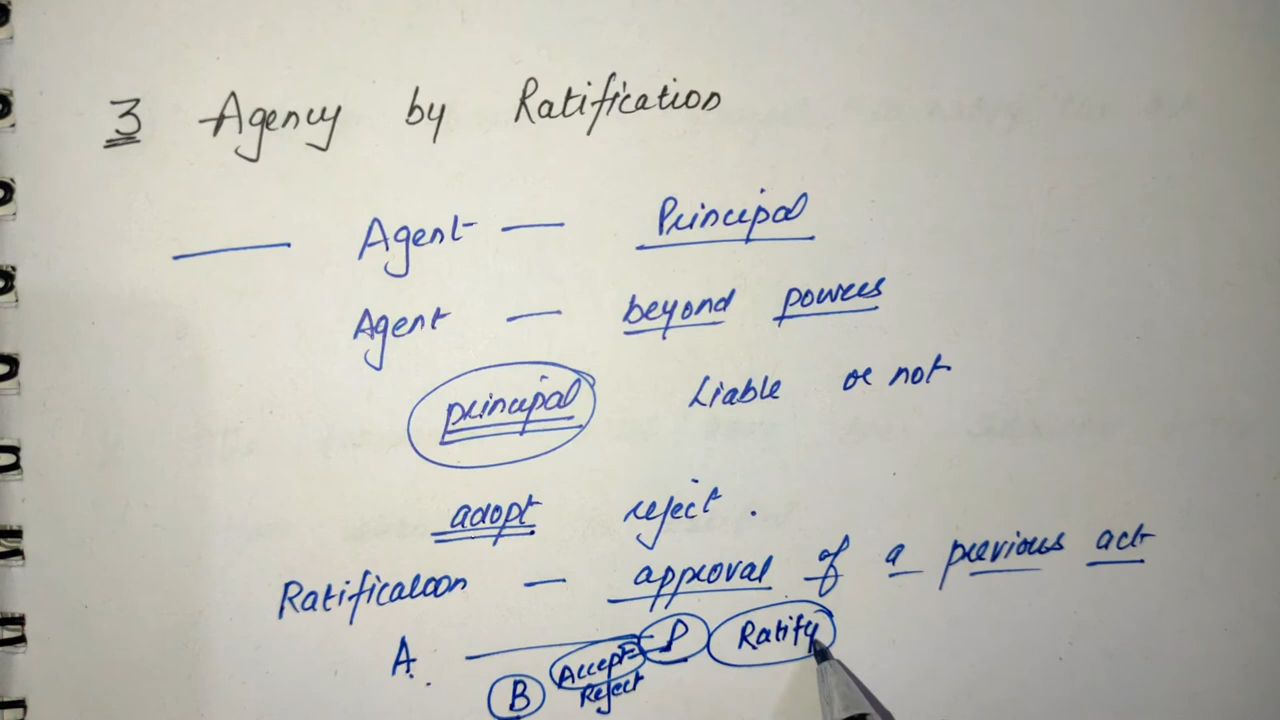 3 Agency by Ratification
Agent — Principal
Agent — beyond powers
principal Liable or not
adopt reject.
Ratification — approval of a previous act
A. P Ratify
B Accept Reject